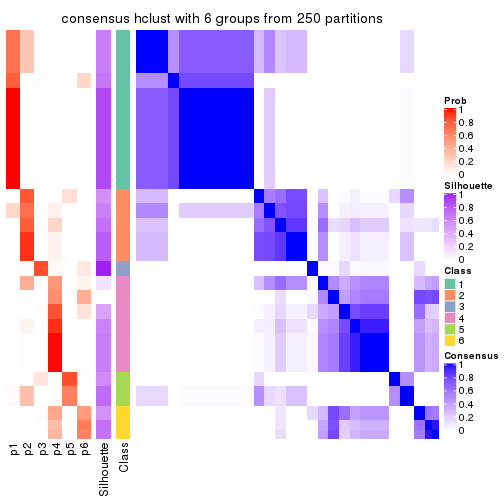 consensus hclust with 6 groups from 250 partitions
Prob
1
0.8
0.6
0.4
0.2
0
Silhouette
1
0.8
0.6
0.4
0.2
0
Class
1
2
3
4
5
6
Consensus
1
0.8
0.6
0.4
0.2
0
p1
p2
p3
p4
p5
p6
Silhouette
Class